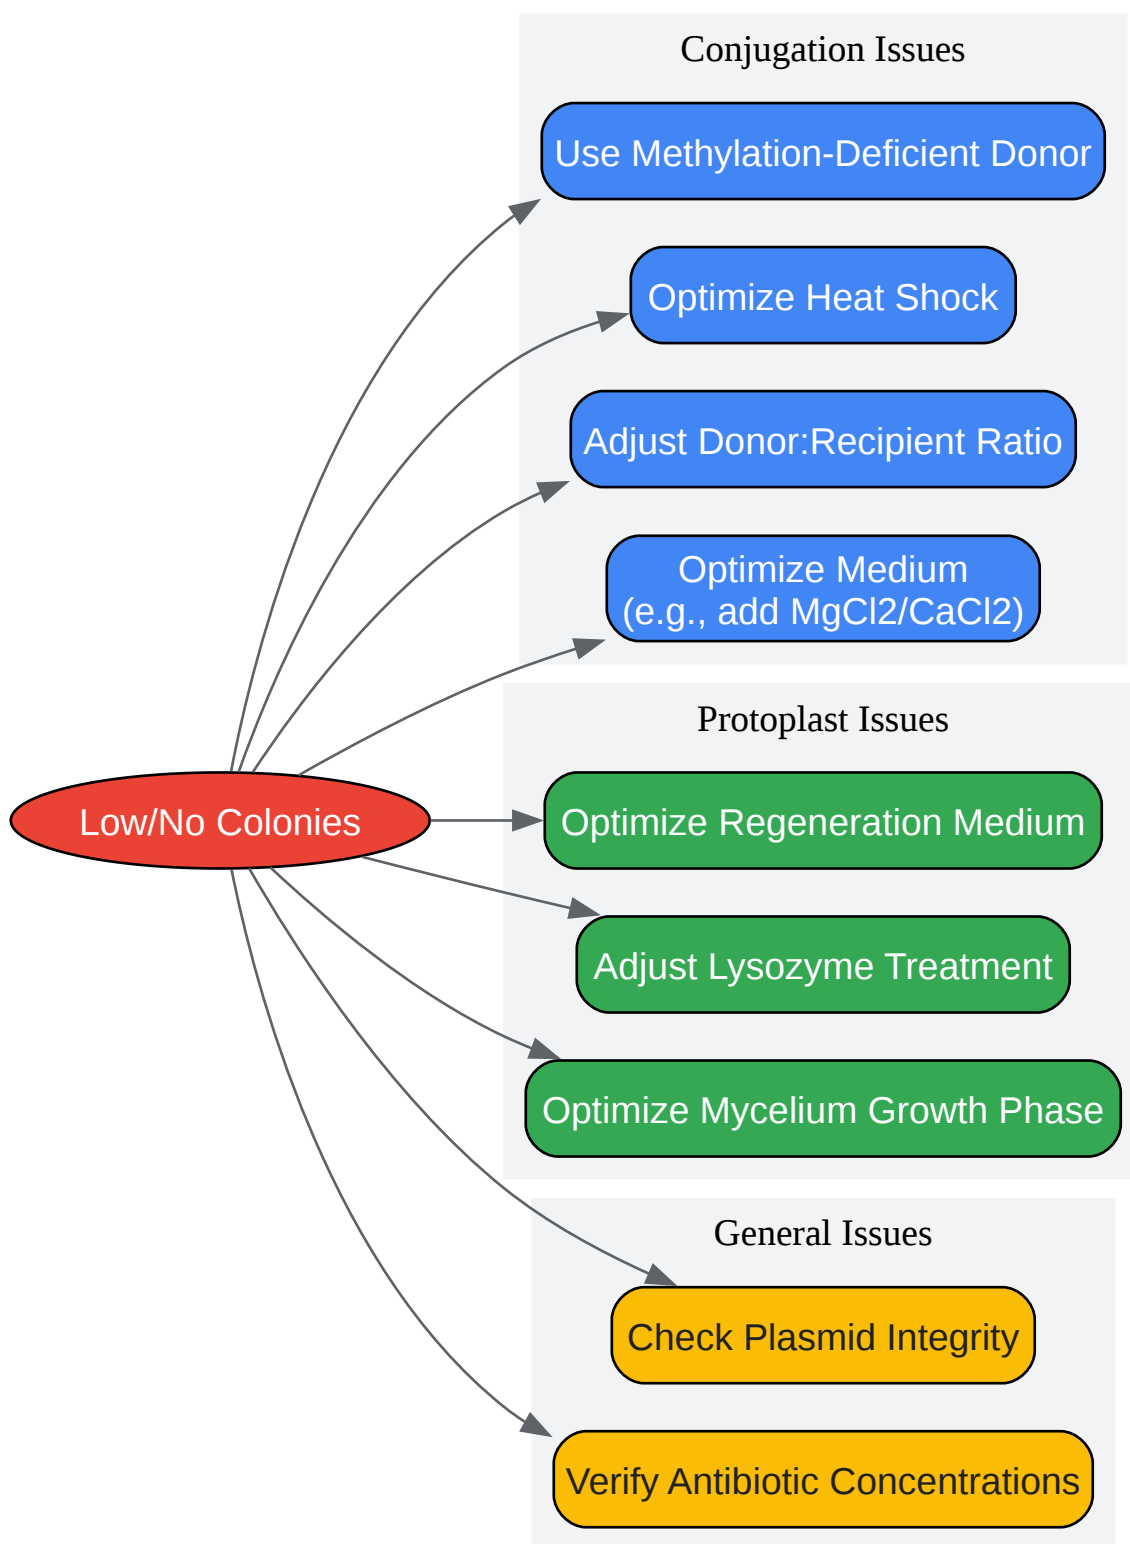 Conjugation Issues
Use Methylation-Deficient Donor
Optimize Heat Shock
Adjust Donor:Recipient Ratio
Optimize Medium
(e.g., add MgCl2/CaCl2)
Protoplast Issues
Low/No Colonies
Optimize Regeneration Medium
Adjust Lysozyme Treatment
Optimize Mycelium Growth Phase
General Issues
Check Plasmid Integrity
Verify Antibiotic Concentrations